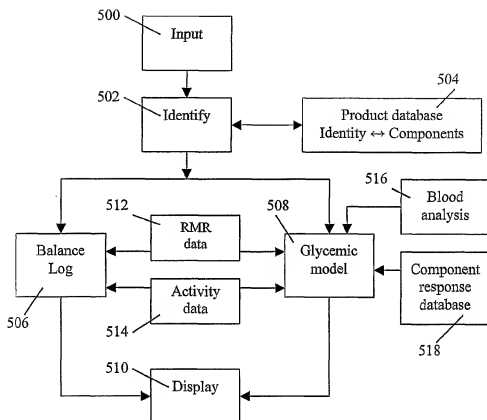 500
Input
502
Identify
504
Product database
Identity ↔ Components
512
RMR
data
508
516
Blood
analysis
Balance
Log
506
Glycemic
model
Activity
data
514
Component
response
database
518
510
Display